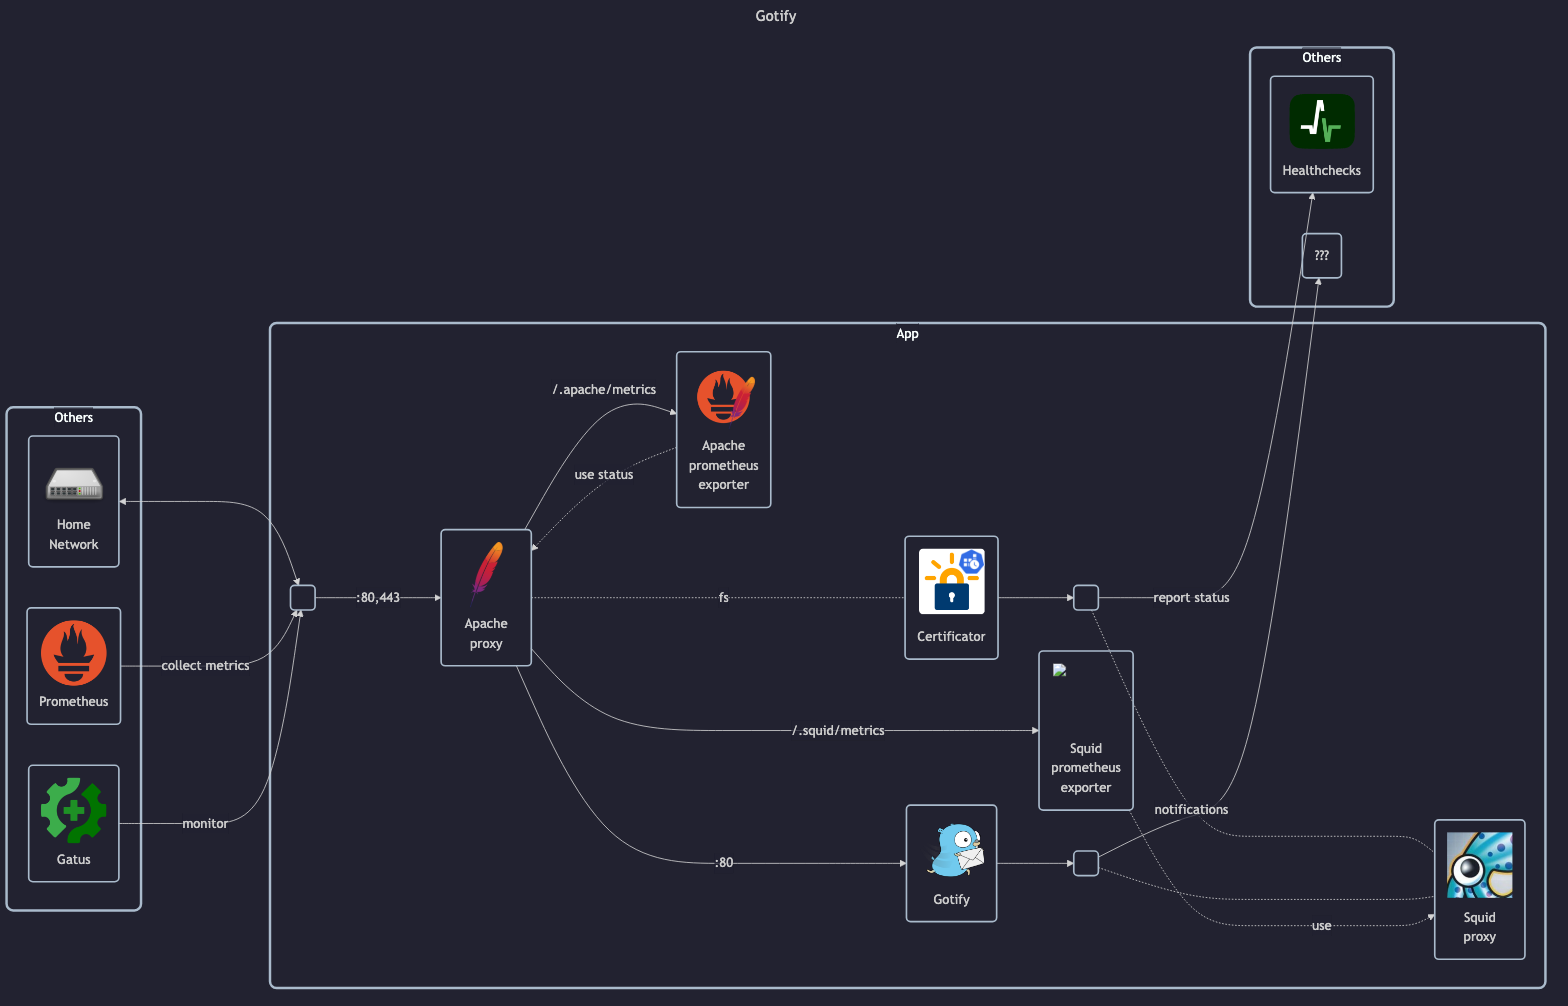 Gotify
Others
Healthchecks
???
App
/.apache/metrics
Apache
prometheus
exporter
use status
Others
Home
Network
Prometheus
Gatus
collect metrics
monitor
:80,443
Apache
proxy
fs
Certificator
report status
/.squid/metrics
Squid
prometheus
exporter
notifications
:80
Gotify
use
Squid
proxy